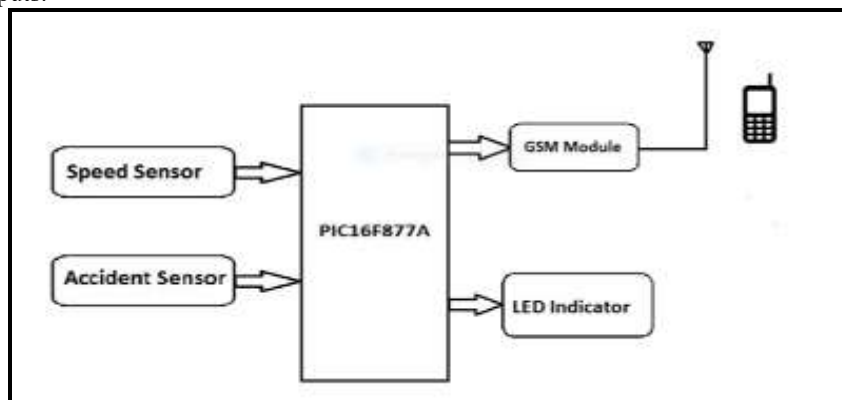 Speed Sensor
Accident Sensor
PIC16F877A
GSM Module
LED Indicator